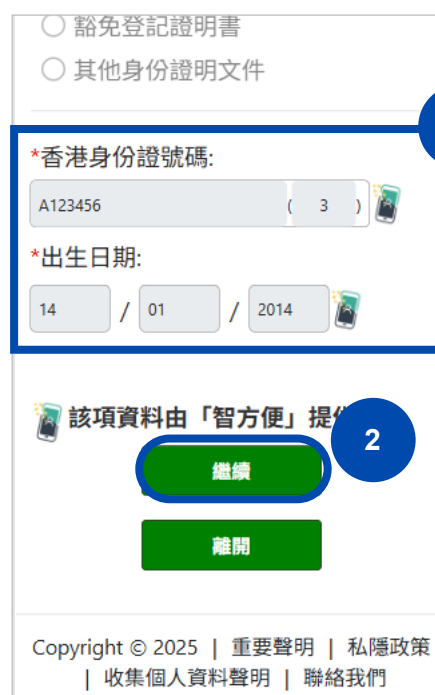 豁免登記證明書
其他身份證明文件
*香港身份證號碼:
A123456 ( 3 )
*出生日期:
14 / 01 / 2014
該項資料由「智方便」提
2
繼續
離開
Copyright © 2025 | 重要聲明 | 私隱政策
| 收集個人資料聲明 | 聯絡我們